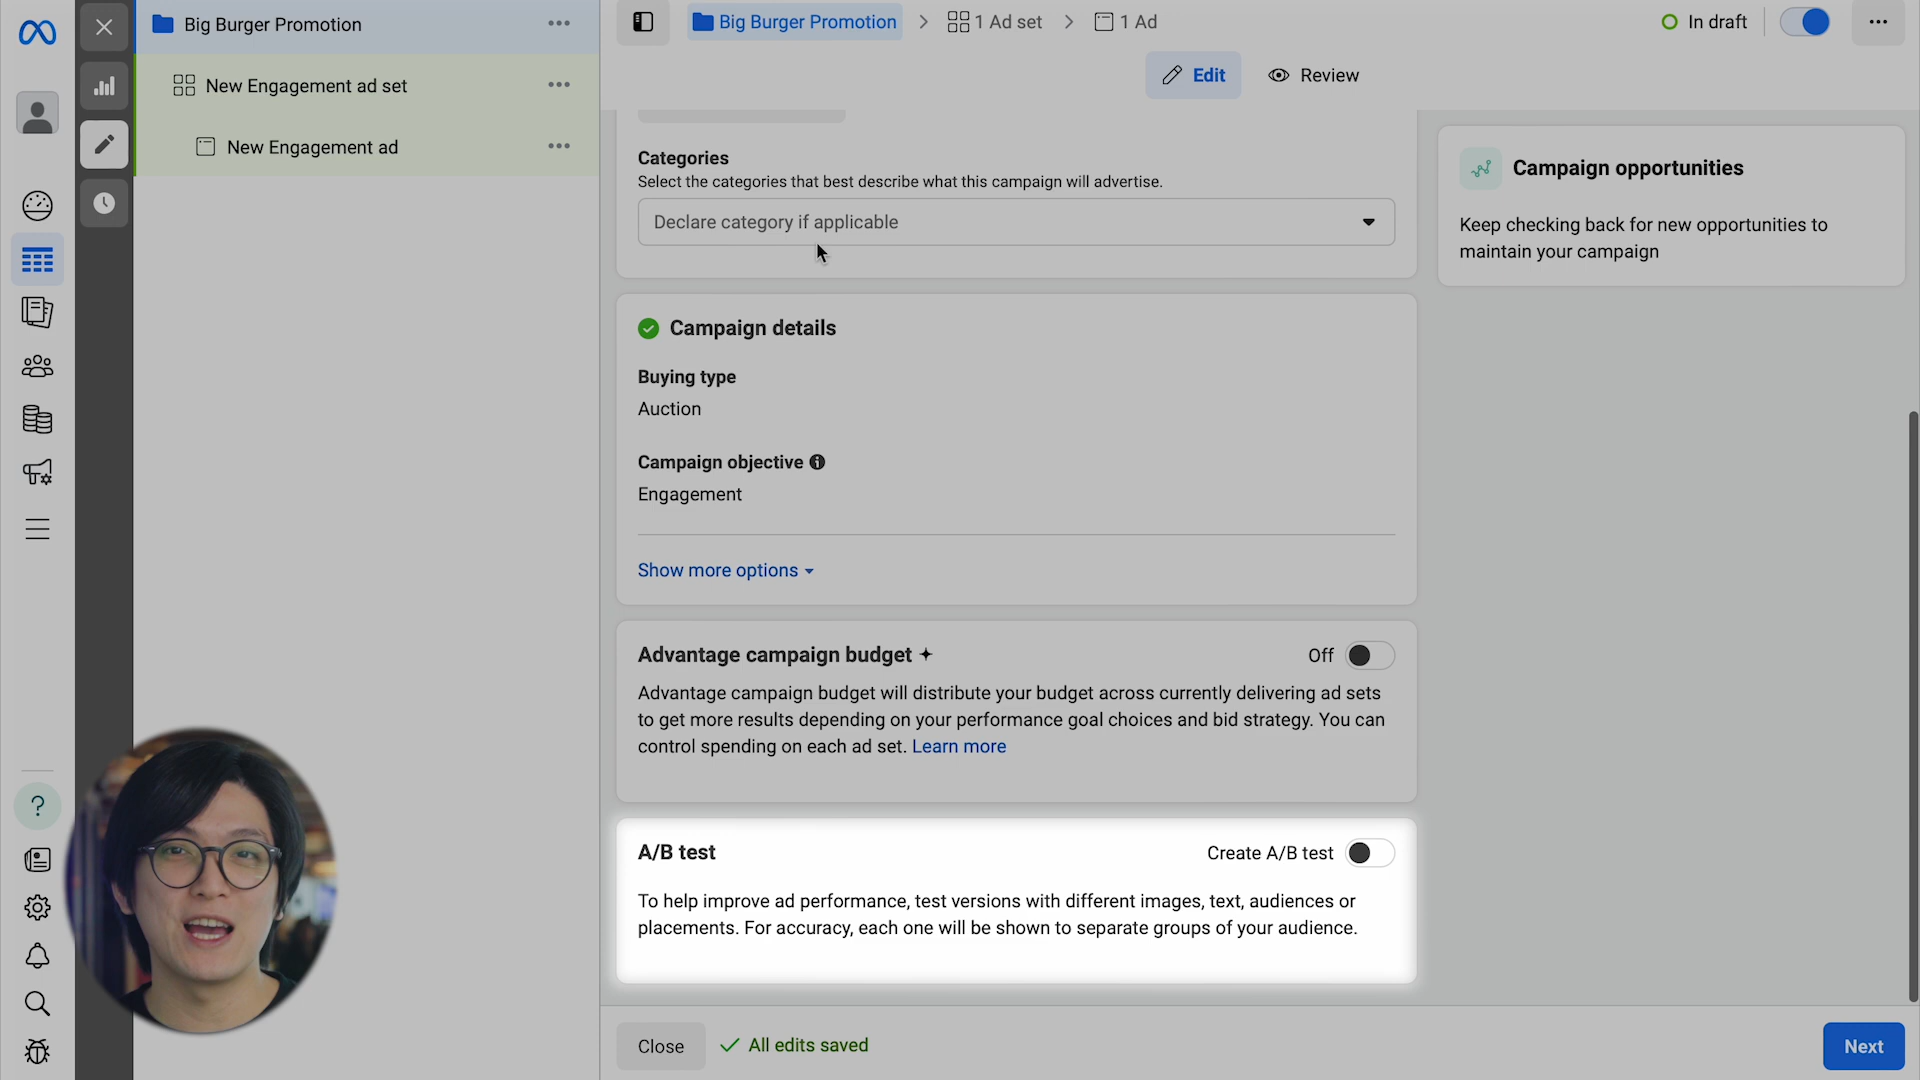 Big Burger Promotion
New Engagement ad set
New Engagement ad
Big Burger Promotion > 1 Ad set > 1 Ad
In draft
Edit
Review
Categories
Select the categories that best describe what this campaign will advertise.
Declare category if applicable
Campaign details
Buying type
Auction
Campaign objective
Engagement
Show more options
Advantage campaign budget
Off
Advantage campaign budget will distribute your budget across currently delivering ad sets
to get more results depending on your performance goal choices and bid strategy. You can
control spending on each ad set. Learn more
A/B test
Create A/B test
To help improve ad performance, test versions with different images, text, audiences or
placements. For accuracy, each one will be shown to separate groups of your audience.
Campaign opportunities
Keep checking back for new opportunities to
maintain your campaign
Close
All edits saved
Next